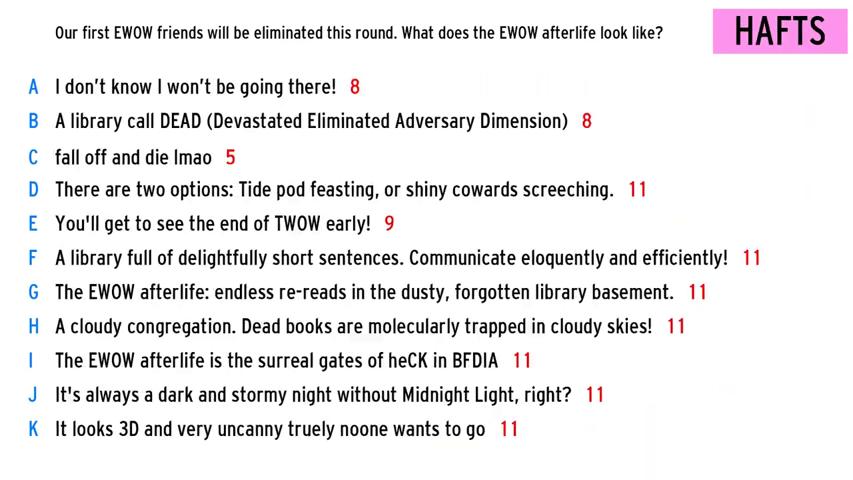 Our first EWOW friends will be eliminated this round. What does the EWOW afterlife look like?
HAFTS
A I don't know I won't be going there! 8
B A library call DEAD (Devastated Eliminated Adversary Dimension) 8
C fall off and die lmao 5
D There are two options: Tide pod feasting, or shiny cowards screeching. 11
E You'll get to see the end of TWOW early! 9
F A library full of delightfully short sentences. Communicate eloquently and efficiently! 11
G The EWOW afterlife: endless re-reads in the dusty, forgotten library basement. 11
H A cloudy congregation. Dead books are molecularly trapped in cloudy skies! 11
I The EWOW afterlife is the surreal gates of heCK in BFDIA 11
J It's always a dark and stormy night without Midnight Light, right? 11
K It looks 3D and very uncanny truely noone wants to go 11